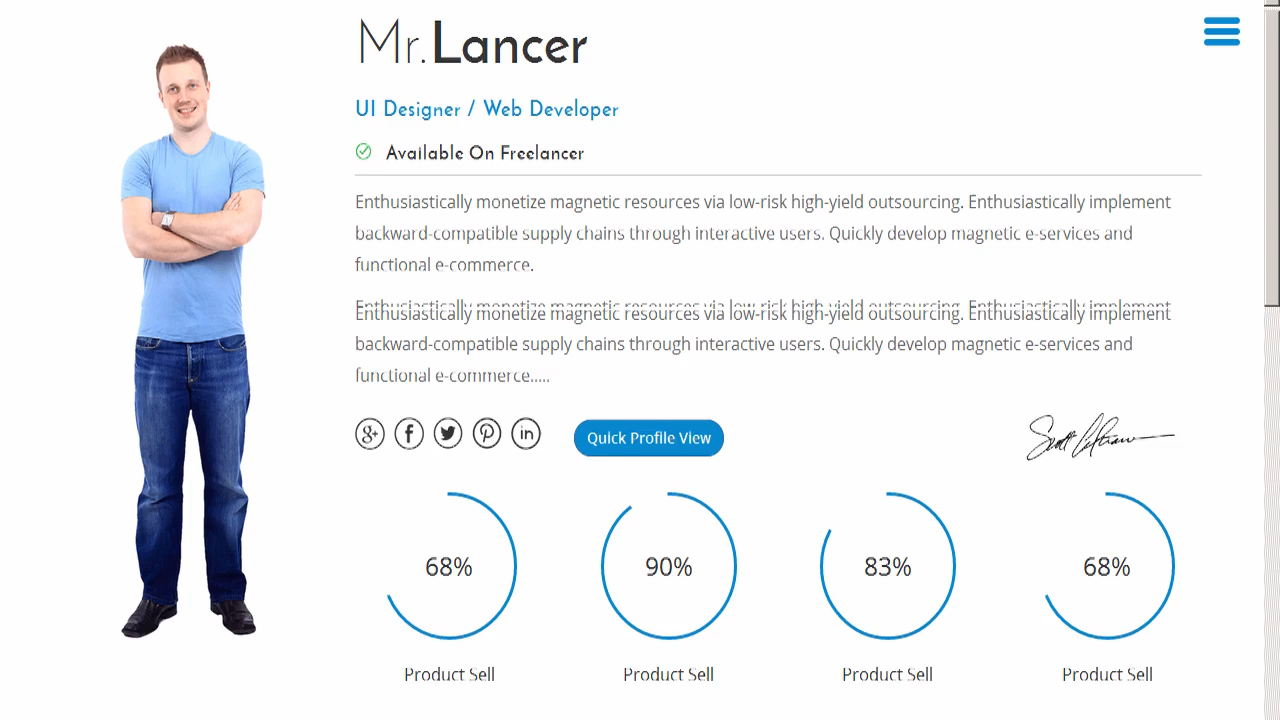 Mr.Lancer
UI Designer / Web Developer
Available On Freelancer
Enthusiastically monetize magnetic resources via low-risk high-yield outsourcing. Enthusiastically implement
backward-compatible supply chains through interactive users. Quickly develop magnetic e-services and
functional e-commerce.
Enthusiastically monetize magnetic resources via low-risk high-yield outsourcing. Enthusiastically implement
backward-compatible supply chains through interactive users. Quickly develop magnetic e-services and
functional e-commerce.....
g+ f p in Quick Profile View
68% 90% 83% 68%
Product Sell Product Sell Product Sell Product Sell